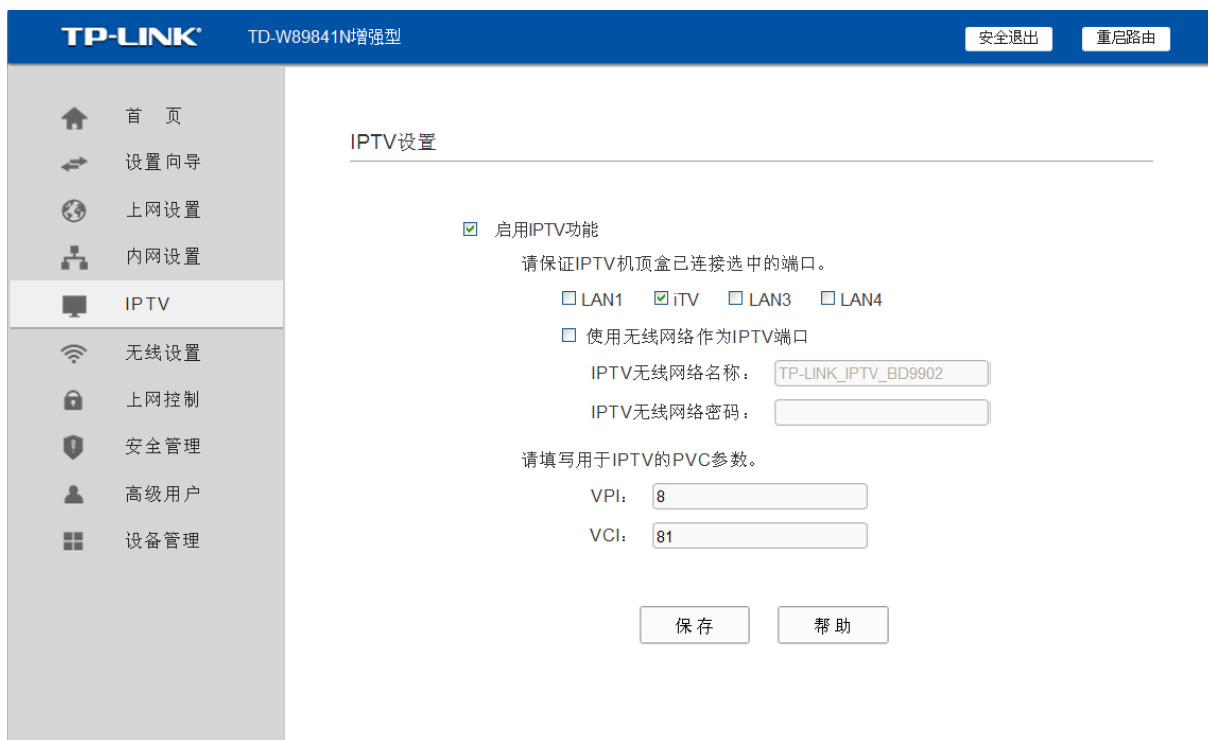 TP-LINK® TD-W89841N增强型 安全退出 重启路由
首 页
设置向导
上网设置
内网设置
IPTV
无线设置
上网控制
安全管理
高级用户
设备管理
IPTV设置
启用IPTV功能
请保证IPTV机顶盒已连接选中的端口。
LAN1 iTV LAN3 LAN4
使用无线网络作为IPTV端口
IPTV无线网络名称： TP-LINK_IPTV_BD9902
IPTV无线网络密码：
请填写用于IPTV的PVC参数。
VPI： 8
VCI： 81
保存 帮助